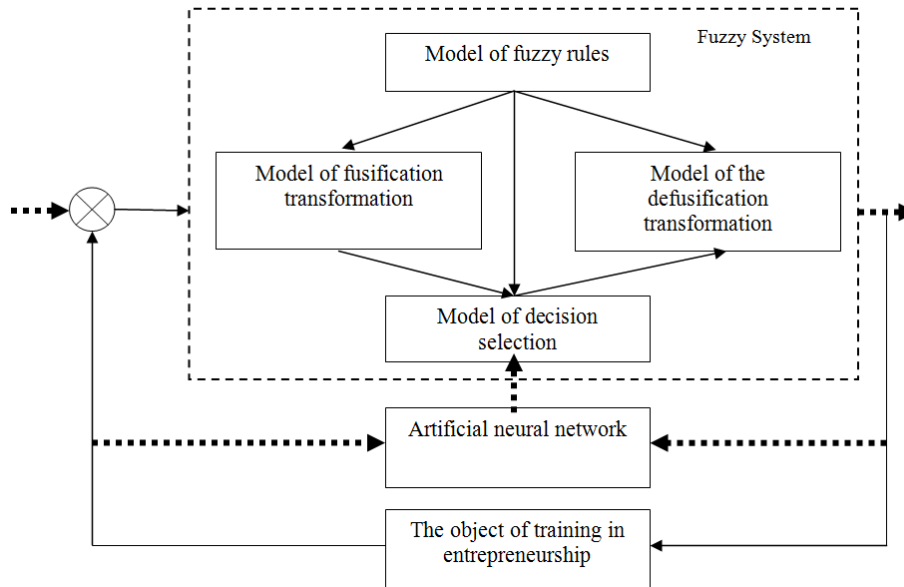 Fuzzy System
Model of fuzzy rules
Model of fusification
transformation
Model of the
defusification
transformation
Model of decision
selection
Artificial neural network
The object of training in
entrepreneurship